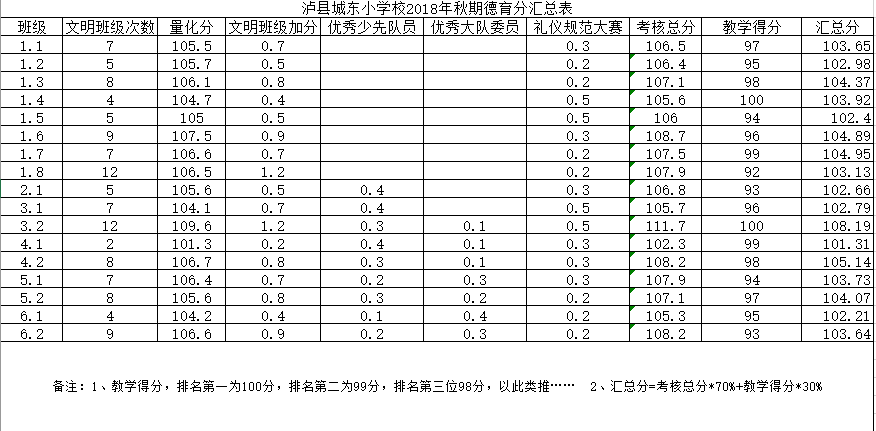 泸县城东小学校2018年秋期德育分汇总表
班级 文明班级次数 量化分 文明班级加分 优秀少先队员 优秀大队委员 礼仪规范大赛 考核总分 教学得分 汇总分
1.1 7 105.5 0.7 0.3 106.5 97 103.65
1.2 5 105.7 0.5 0.2 106.4 95 102.98
1.3 8 106.1 0.8 0.2 107.1 98 104.37
1.4 4 104.7 0.4 0.5 105.6 100 103.92
1.5 5 105 0.5 0.5 106 94 102.4
1.6 9 107.5 0.9 0.3 108.7 96 104.89
1.7 7 106.6 0.7 0.2 107.5 99 104.95
1.8 12 106.5 1.2 0.2 107.9 92 103.13
2.1 5 105.6 0.5 0.4 0.3 106.8 93 102.66
3.1 7 104.1 0.7 0.4 0.5 105.7 96 102.79
3.2 12 109.6 1.2 0.3 0.1 0.5 111.7 100 108.19
4.1 2 101.3 0.2 0.4 0.1 0.3 102.3 99 101.31
4.2 8 106.7 0.8 0.3 0.1 0.3 108.2 98 105.14
5.1 7 106.4 0.7 0.2 0.3 0.3 107.9 94 103.73
5.2 8 105.6 0.8 0.3 0.2 0.2 107.1 97 104.07
6.1 4 104.2 0.4 0.1 0.4 0.2 105.3 95 102.21
6.2 9 106.6 0.9 0.2 0.3 0.2 108.2 93 103.64
备注：1、教学得分，排名第一为100分，排名第二为99分，排名第三位98分，以此类推…… 2、汇总分=考核总分*70%+教学得分*30%